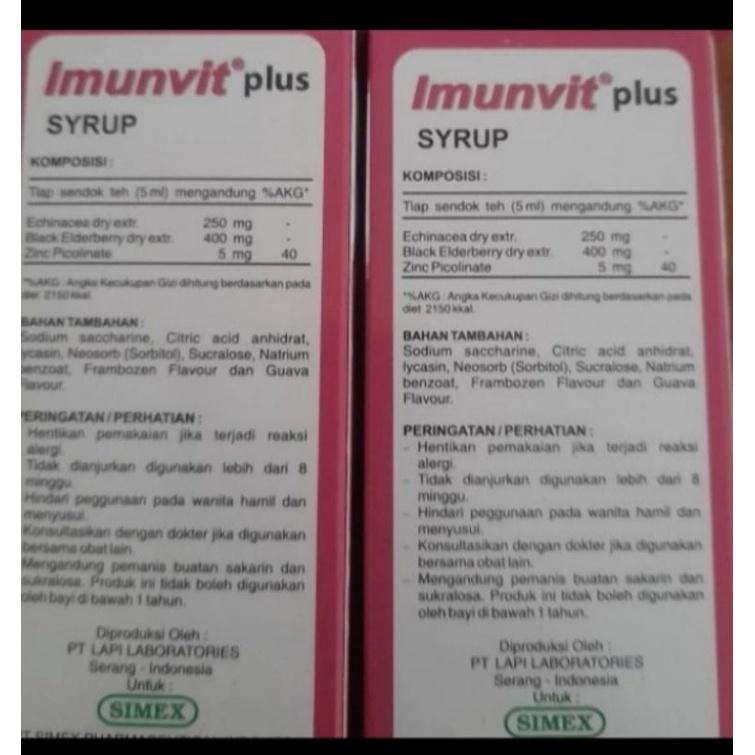 Imunvit® plus
SYRUP
KOMPOSISI :
Tiap sendok teh (5 ml) mengandung %AKG*
Echinacea dry extr. 250 mg -
Black Elderberry dry extr. 400 mg -
Zinc Picolinate 5 mg 40
*%AKG : Angka Kecukupan Gizi dihitung berdasarkan pada
diet 2150 kkal.
BAHAN TAMBAHAN :
Sodium saccharine, Citric acid anhidrat,
ycasin, Neosorb (Sorbitol), Sucralose, Natrium
benzoat, Frambozen Flavour dan Guava
Flavour.
ERINGATAN / PERHATIAN :
Hentikan pemakaian jika terjadi reaksi
alergi.
Tidak dianjurkan digunakan lebih dari 8
minggu.
Hindari peggunaan pada wanita hamil dan
menyusui.
Konsultasikan dengan dokter jika digunakan
bersama obat lain.
Mengandung pemanis buatan sakarin dan
sukralosa. Produk ini tidak boleh digunakan
oleh bayi di bawah 1 tahun.
Diproduksi Oleh :
PT LAPI LABORATORIES
Serang - Indonesia
Untuk :
SIMEX
Imunvit® plus
SYRUP
KOMPOSISI :
Tiap sendok teh (5 ml) mengandung %AKG*
Echinacea dry extr. 250 mg -
Black Elderberry dry extr. 400 mg -
Zinc Picolinate 5 mg 40
*%AKG : Angka Kecukupan Gizi dihitung berdasarkan pada
diet 2150 kkal.
BAHAN TAMBAHAN :
Sodium saccharine, Citric acid anhidrat,
lycasin, Neosorb (Sorbitol), Sucralose, Natrium
benzoat, Frambozen Flavour dan Guava
Flavour.
PERINGATAN / PERHATIAN :
- Hentikan pemakaian jika terjadi reaksi
alergi.
- Tidak dianjurkan digunakan lebih dari 8
minggu.
- Hindari peggunaan pada wanita hamil dan
menyusui.
- Konsultasikan dengan dokter jika digunakan
bersama obat lain.
- Mengandung pemanis buatan sakarin dan
sukralosa. Produk ini tidak boleh digunakan
oleh bayi di bawah 1 tahun.
Diproduksi Oleh :
PT LAPI LABORATORIES
Serang - Indonesia
Untuk :
SIMEX